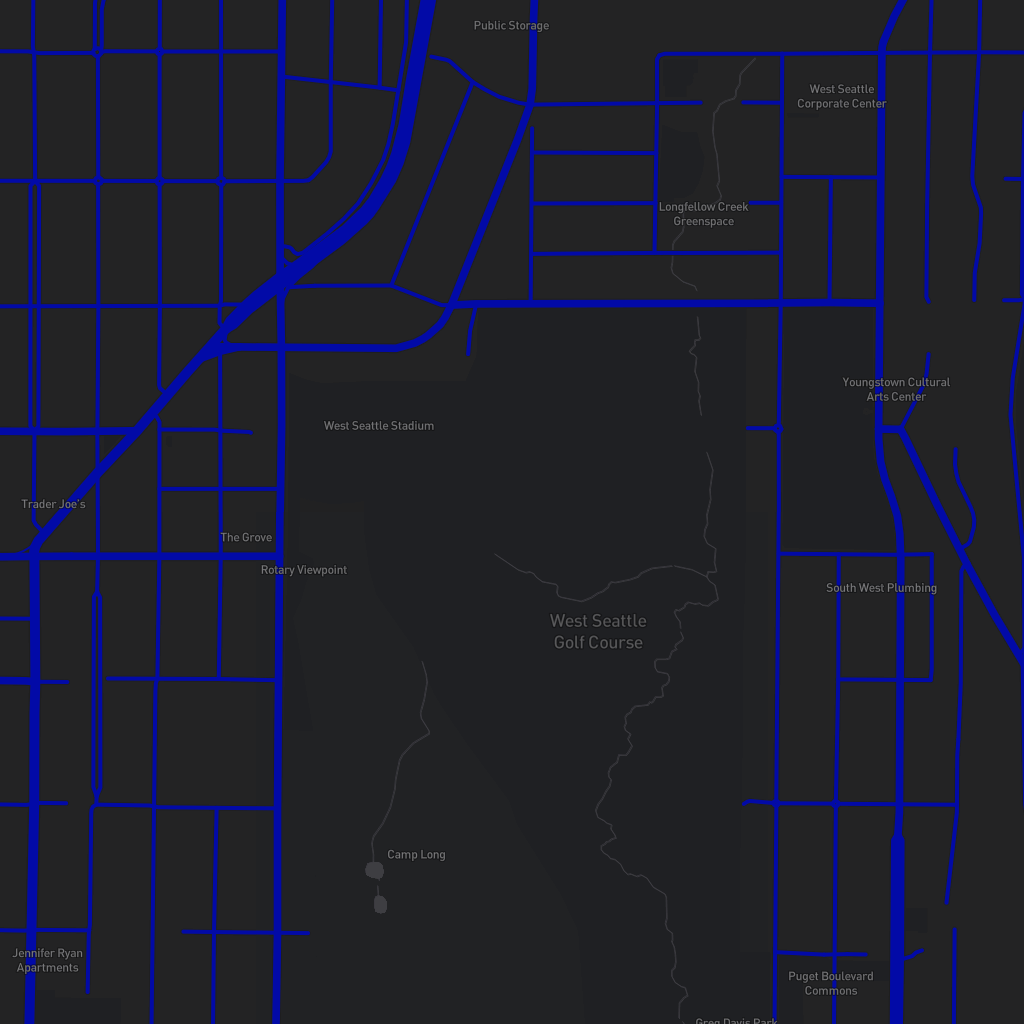 Public Storage
West Seattle
Corporate Center
Longfellow Creek
Greenspace
Youngstown Cultural
Arts Center
West Seattle Stadium
Trader Joe's
The Grove
Rotary Viewpoint
South West Plumbing
West Seattle
Golf Course
Camp Long
Jennifer Ryan
Apartments
Puget Boulevard
Commons
Greg Davis Park